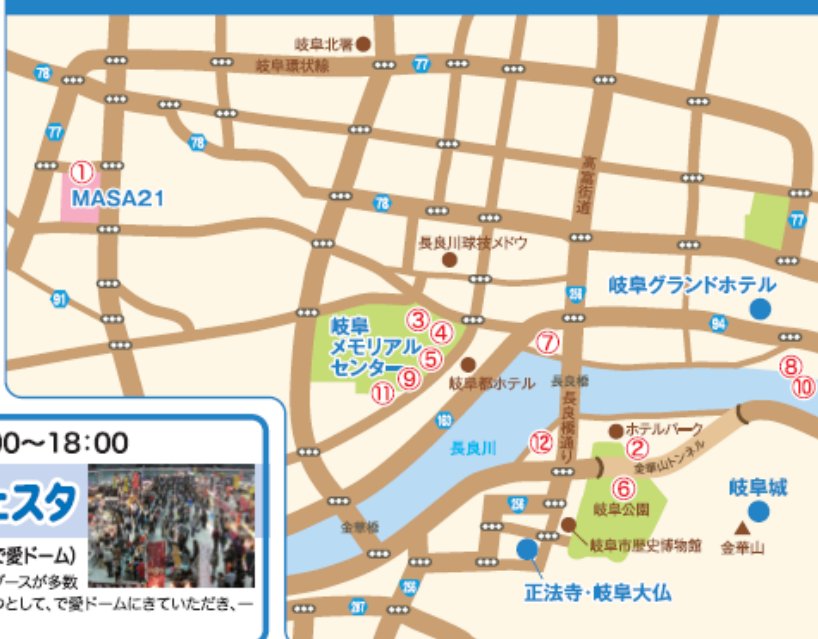 岐阜北署
岐阜環状線
77
78
77
78
①
MASA21
78
高富街道
77
長良川球技メドウ
91
256
岐阜グランドホテル
94
岐阜
メモリアル
センター
③
④
⑤
⑨
⑪
⑦
岐阜都ホテル
長良橋
⑧
⑩
163
長良橋通り
長良川
⑫
ホテルパーク
②
金華山トンネル
⑥
岐阜公園
岐阜城
金華山
256
金華橋
岐阜市歴史博物館
正法寺・岐阜大仏
256
287
00〜18:00
ェスタ
で愛ドーム)
ブースが多数
つとして、で愛ドームにきていただき、一